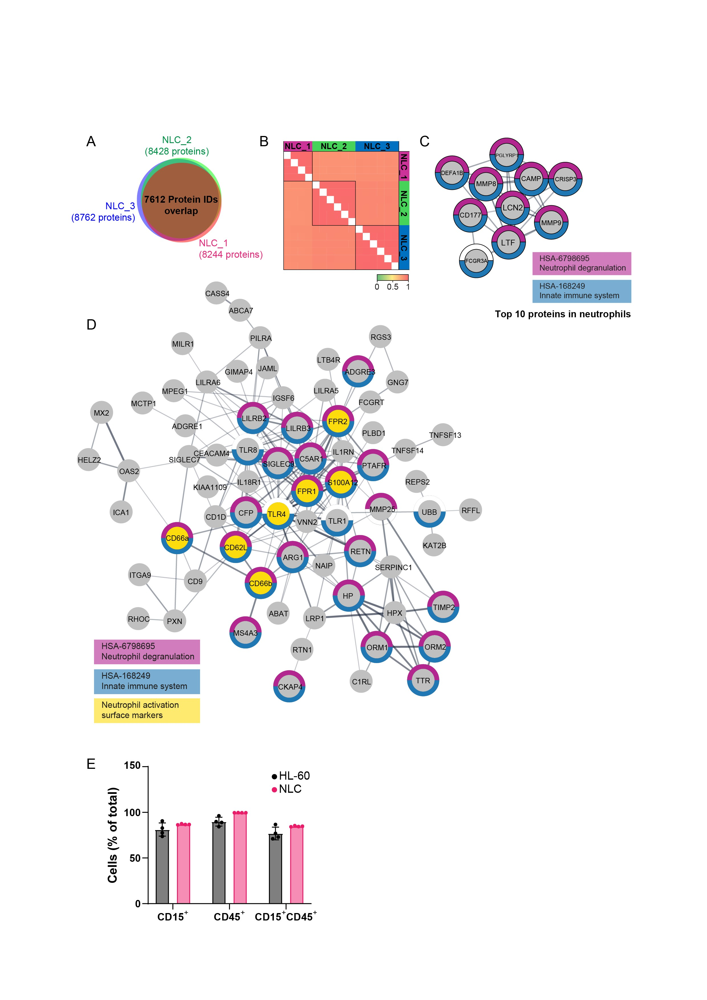 A
NLC_2
(8428 proteins)
7612 Protein IDs
overlap
NLC_3
(8762 proteins)
NLC_1
(8244 proteins)
B
NLC_1
NLC_2
NLC_3
NLC_1
NLC_2
NLC_3
0 0.5 1
C
PGLYRP1
DEFA1B
MMP8
CAMP
CRISP3
LCN2
CD177
MMP9
LTF
FCGR3A
HSA-6798695
Neutrophil degranulation
HSA-168249
Innate immune system
Top 10 proteins in neutrophils
D
CASS4
ABCA7
PILRA
MILR1
RGS3
LTB4R
JAML
GIMAP4
ADGRE3
LILRA6
GNG7
MPEG1
LILRA5
IGSF6
FCGRT
MCTP1
MX2
LILRB2
FPR2
ADGRE1
LILRB3
PLBD1
TNFSF13
TLR8
IL1RN
TNFSF14
CEACAM4
C5AR1
HELZ2
SIGLEC7
SIGLEC9
PTAFR
OAS2
IL18R1
S100A12
REPS2
KIAA1109
FPR1
MMP25
RFFL
ICA1
UBB
CFP
TLR4
CD1D
TLR1
VNN2
CD66a
KAT2B
CD62L
RETN
ARG1
NAIP
SERPINC1
ITGA9
CD9
CD66b
HP
TIMP2
HPX
ABAT
LRP1
RHOC
PXN
MS4A3
ORM1
ORM2
RTN1
TTR
C1RL
CKAP4
HSA-6798695
Neutrophil degranulation
HSA-168249
Innate immune system
Neutrophil activation
surface markers
E
150
100
50
0
Cells (% of total)
HL-60
NLC
CD15+
CD45+
CD15+CD45+